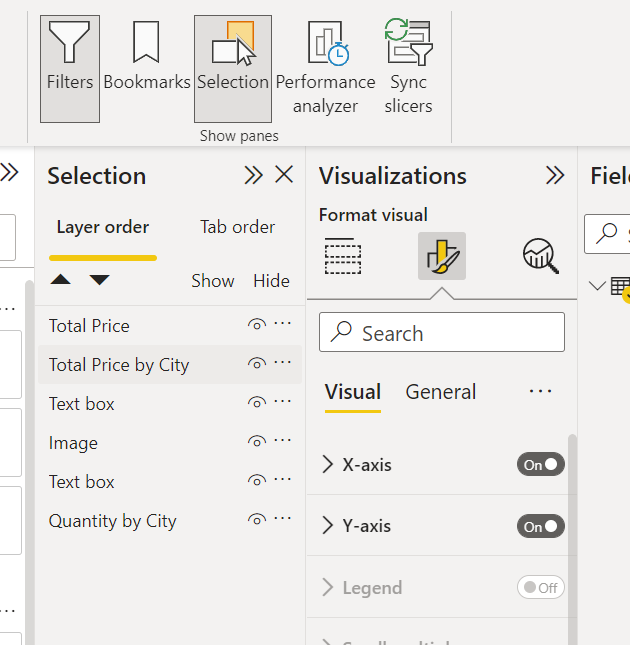 Filters
Bookmarks
Selection
Performance
analyzer
Sync
slicers
Show panes
Selection
Layer order
Tab order
Show
Hide
Total Price
Total Price by City
Text box
Image
Text box
Quantity by City
Visualizations
Format visual
Search
Visual
General
X-axis
On
Y-axis
On
Legend
Off